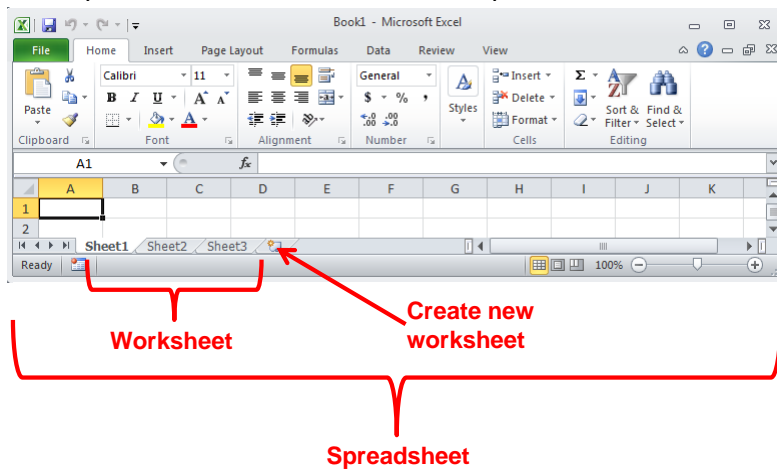 Book1 - Microsoft Excel
File Home Insert Page Layout Formulas Data Review View
Calibri 11 General Insert Σ
Paste B I U A A $ % , Styles Delete Sort & Find &
A .00 Format Filter Select
Clipboard Font Alignment Number Cells Editing
A1 fx
A B C D E F G H I J K
1
2
Sheet1 Sheet2 Sheet3
Ready 100%
Create new
Worksheet worksheet
Spreadsheet